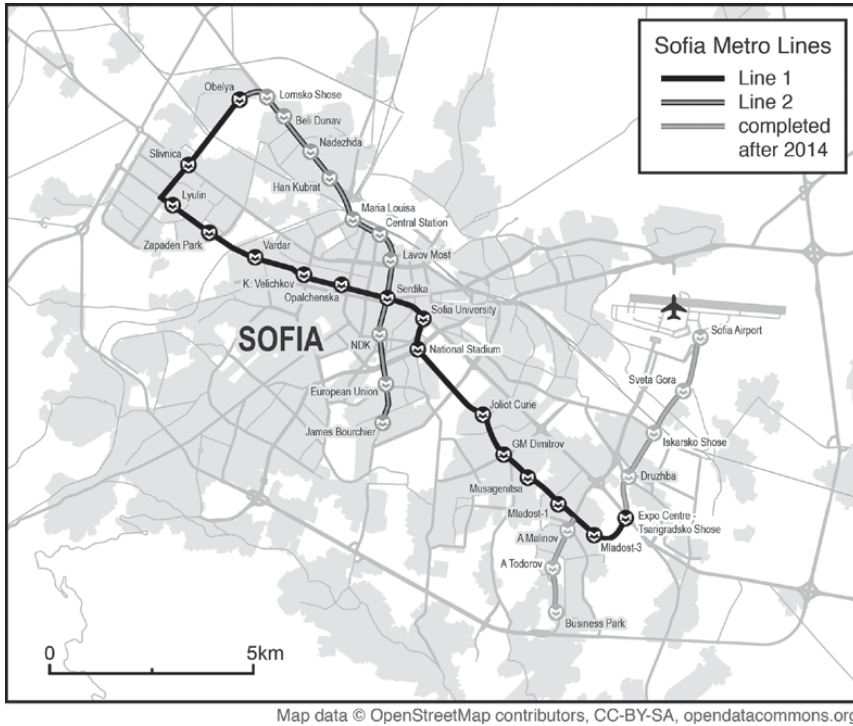 Sofia Metro Lines
Line 1
Line 2
completed
after 2014
Obelya
Lomsko Shose
Beli Dunav
Slivnica
Nadezhda
Han Kubrat
Lyulin
Maria Louisa
Central Station
Zapaden Park
Vardar
Lavov Most
K. Velichkov
Opalchenska
Serdika
Sofia University
SOFIA
NDK
National Stadium
Sofia Airport
European Union
Sveta Gora
James Bourchier
Joliot Curie
Iskarsko Shose
GM Dimitrov
Druzhba
Musagenitsa
Mladost-1
Expo Centre -
Tsarigradsko Shose
A Malinov
Mladost-3
A Todorov
Business Park
0 5km
Map data © OpenStreetMap contributors, CC-BY-SA, opendatacommons.org